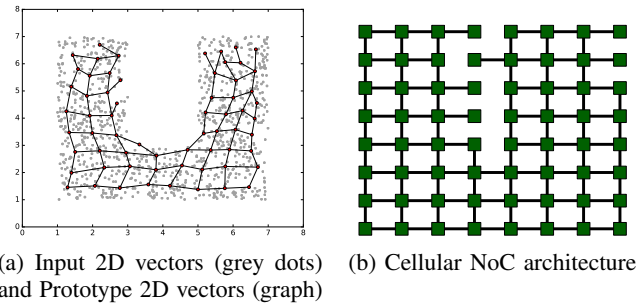 8
7
6
5
4
3
2
1
0
0 1 2 3 4 5 6 7 8
(a) Input 2D vectors (grey dots)
and Prototype 2D vectors (graph)
(b) Cellular NoC architecture